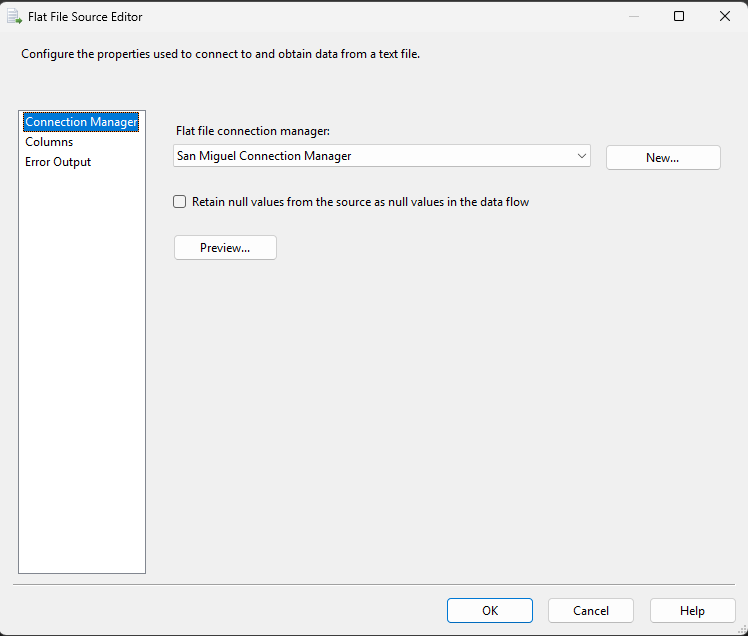 Flat File Source Editor
Configure the properties used to connect to and obtain data from a text file.
Connection Manager
Columns
Error Output
Flat file connection manager:
San Miguel Connection Manager
New...
Retain null values from the source as null values in the data flow
Preview...
OK
Cancel
Help